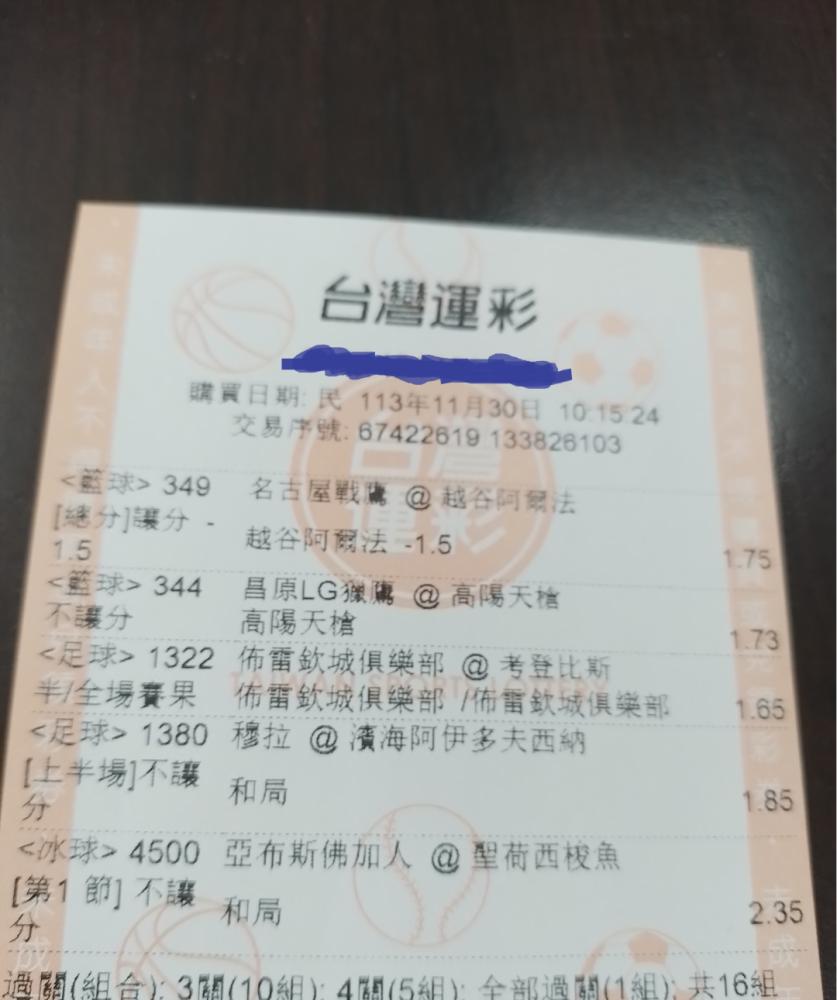 台灣運彩
購買日期: 民 113年11月30日 10:15:24
交易序號: 67422619 133826103
<籃球> 349 名古屋戰鷹 @ 越谷阿爾法
[總分]讓分 -
1.5 越谷阿爾法 -1.5 1.75
<籃球> 344 昌原LG獵鷹 @ 高陽天槍
不讓分 高陽天槍 1.73
<足球> 1322 佈雷欽城俱樂部 @ 考登比斯
半/全場賽果 佈雷欽城俱樂部 /佈雷欽城俱樂部 1.65
<足球> 1380 穆拉 @ 濱海阿伊多夫西納
[上半場]不讓
分 和局 1.85
<冰球> 4500 亞布斯佛加人 @ 聖荷西梭魚
[第1 節] 不讓
分 和局 2.35
過關(組合): 3關(10組); 4關(5組); 全部過關(1組); 共16組